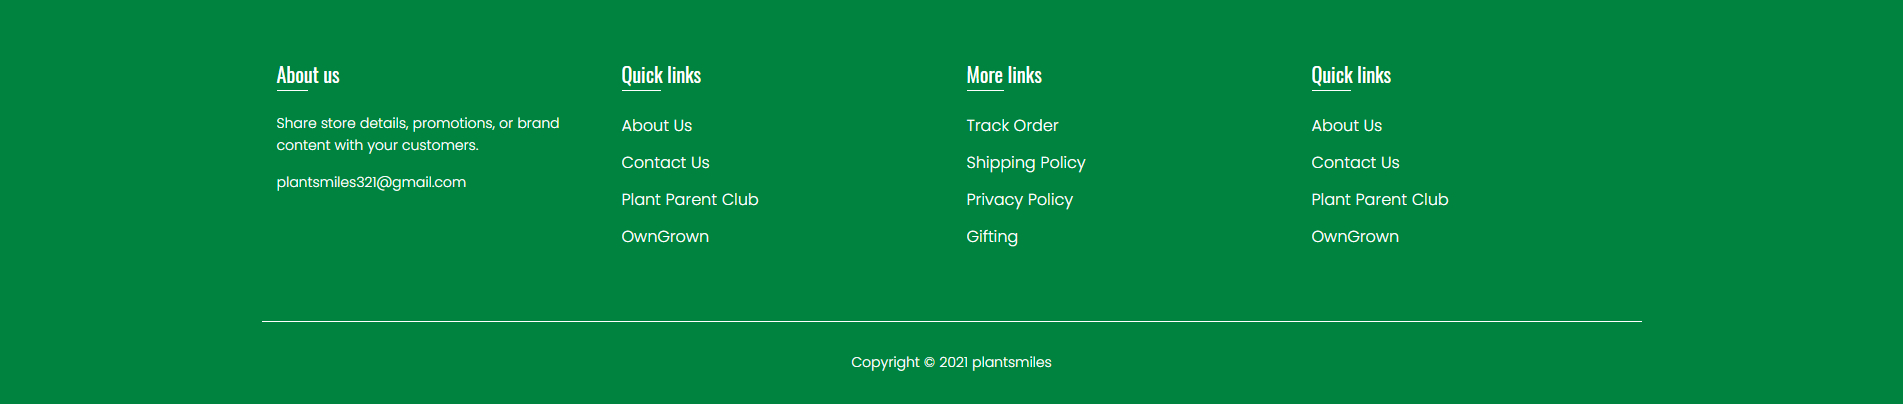 About us
Share store details, promotions, or brand
content with your customers.
plantsmiles321@gmail.com
Quick links
About Us
Contact Us
Plant Parent Club
OwnGrown
More links
Track Order
Shipping Policy
Privacy Policy
Gifting
Quick links
About Us
Contact Us
Plant Parent Club
OwnGrown
Copyright © 2021 plantsmiles